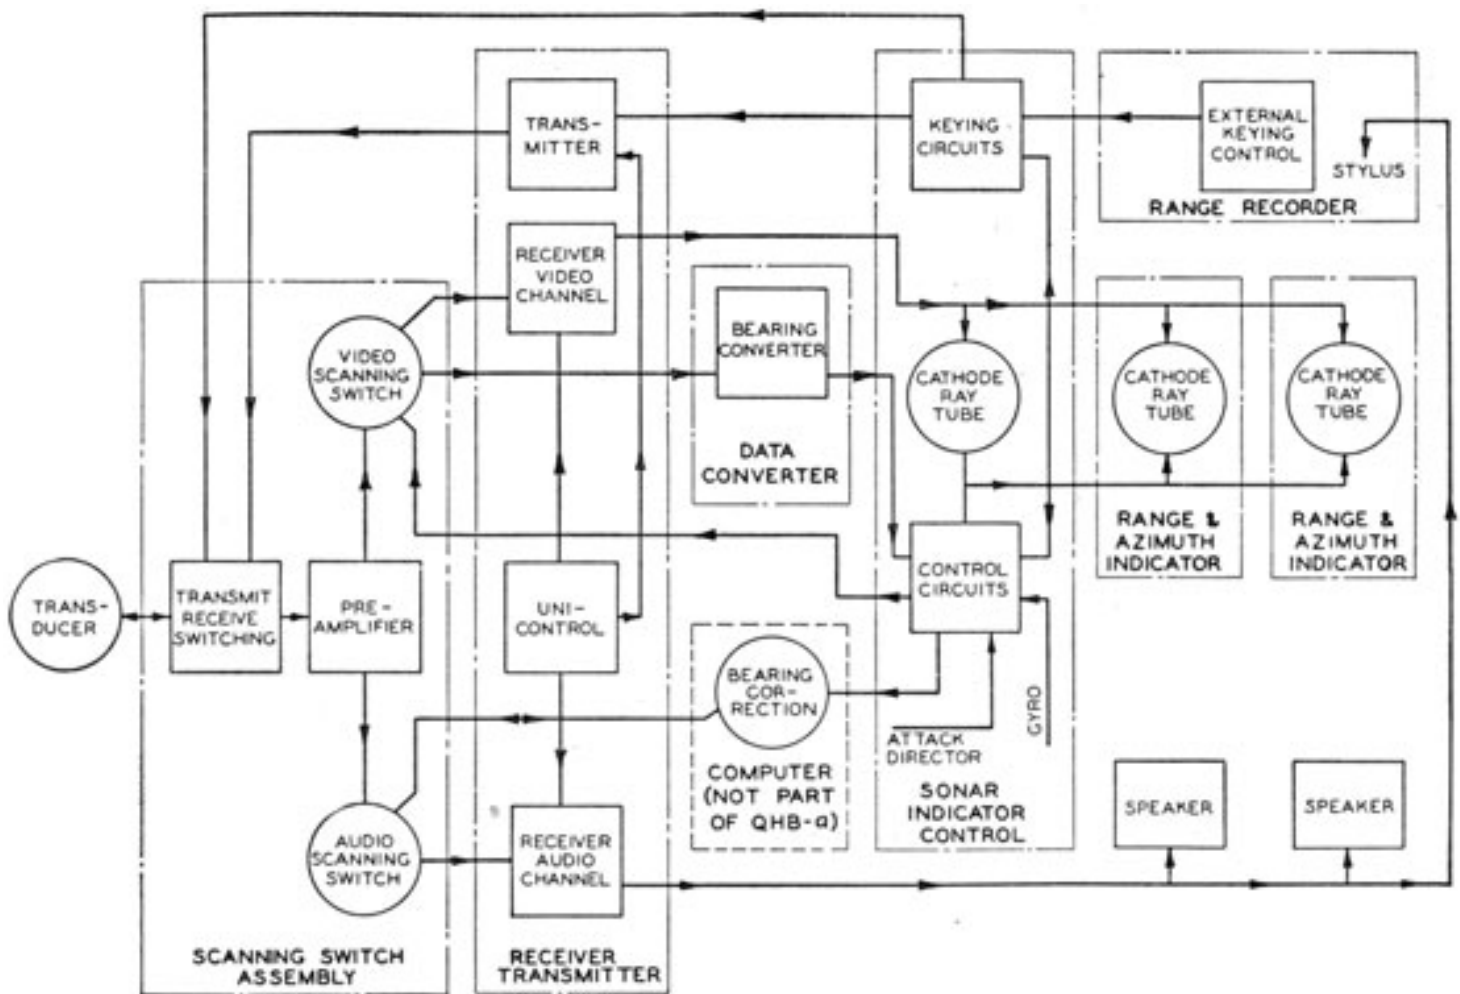 TRANS-
MITTER
KEYING
CIRCUITS
EXTERNAL
KEYING
CONTROL
STYLUS
RANGE RECORDER
RECEIVER
VIDEO
CHANNEL
BEARING
CONVERTER
VIDEO
SCANNING
SWITCH
CATHODE
RAY
TUBE
CATHODE
RAY
TUBE
CATHODE
RAY
TUBE
DATA
CONVERTER
RANGE &
AZIMUTH
INDICATOR
RANGE &
AZIMUTH
INDICATOR
TRANS-
DUCER
TRANSMIT
RECEIVE
SWITCHING
PRE-
AMPLIFIER
UNI-
CONTROL
CONTROL
CIRCUITS
BEARING
COR-
RECTION
GYRO
ATTACK
DIRECTOR
COMPUTER
(NOT PART
OF QHB-a)
SONAR
INDICATOR
CONTROL
SPEAKER
SPEAKER
AUDIO
SCANNING
SWITCH
RECEIVER
AUDIO
CHANNEL
SCANNING SWITCH
ASSEMBLY
RECEIVER
TRANSMITTER